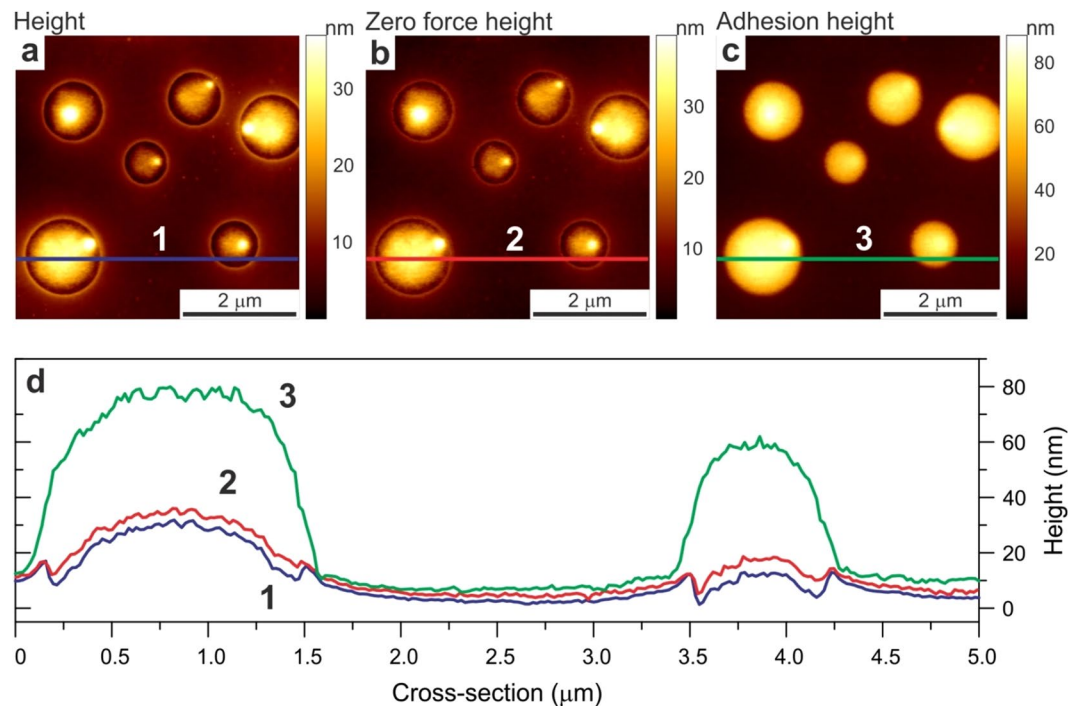 Height nm Zero force height nm Adhesion height nm
a b c
30 30 80
20 20 60
10 10 40
20
1 2 3
2 μm 2 μm 2 μm
d
3
2
1
80
60
40
20
0
Height (nm)
0 0.5 1.0 1.5 2.0 2.5 3.0 3.5 4.0 4.5 5.0
Cross-section (μm)